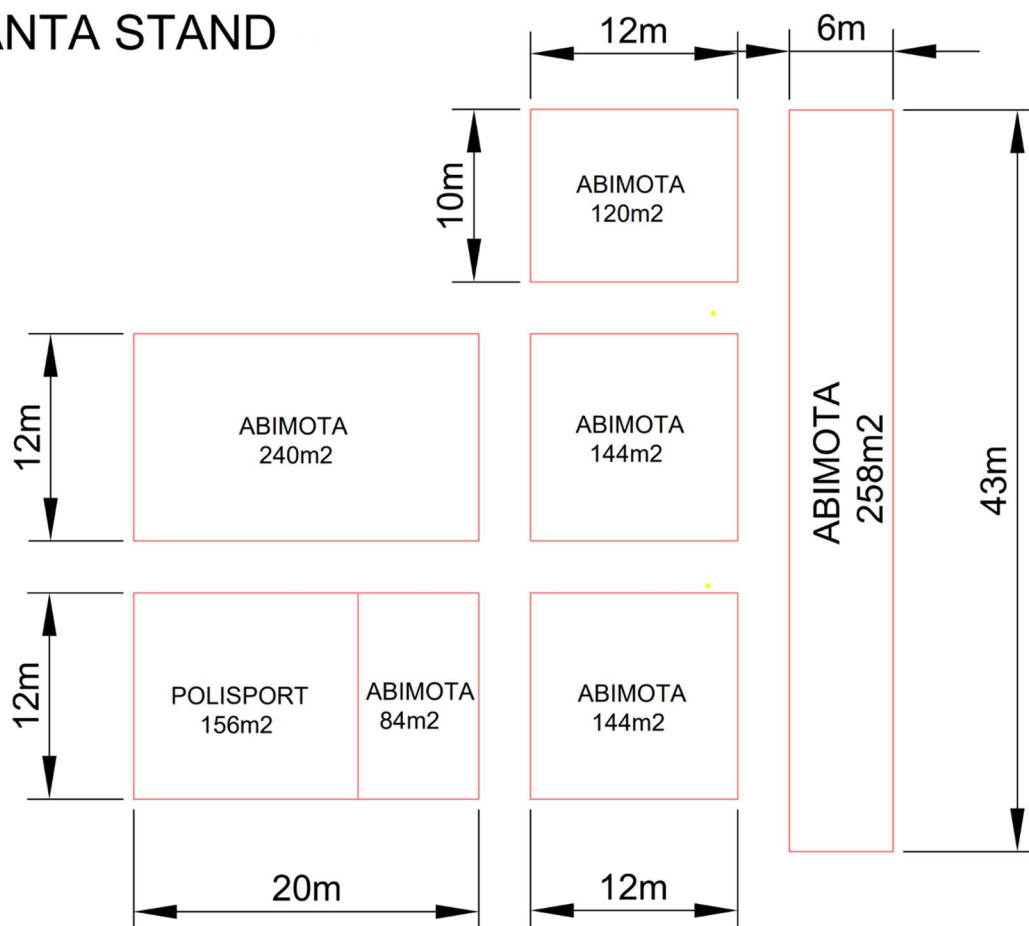 ANTA STAND
12m
6m
10m
ABIMOTA
120m2
12m
ABIMOTA
240m2
ABIMOTA
144m2
ABIMOTA
258m2
43m
12m
POLISPORT
156m2
ABIMOTA
84m2
ABIMOTA
144m2
20m
12m